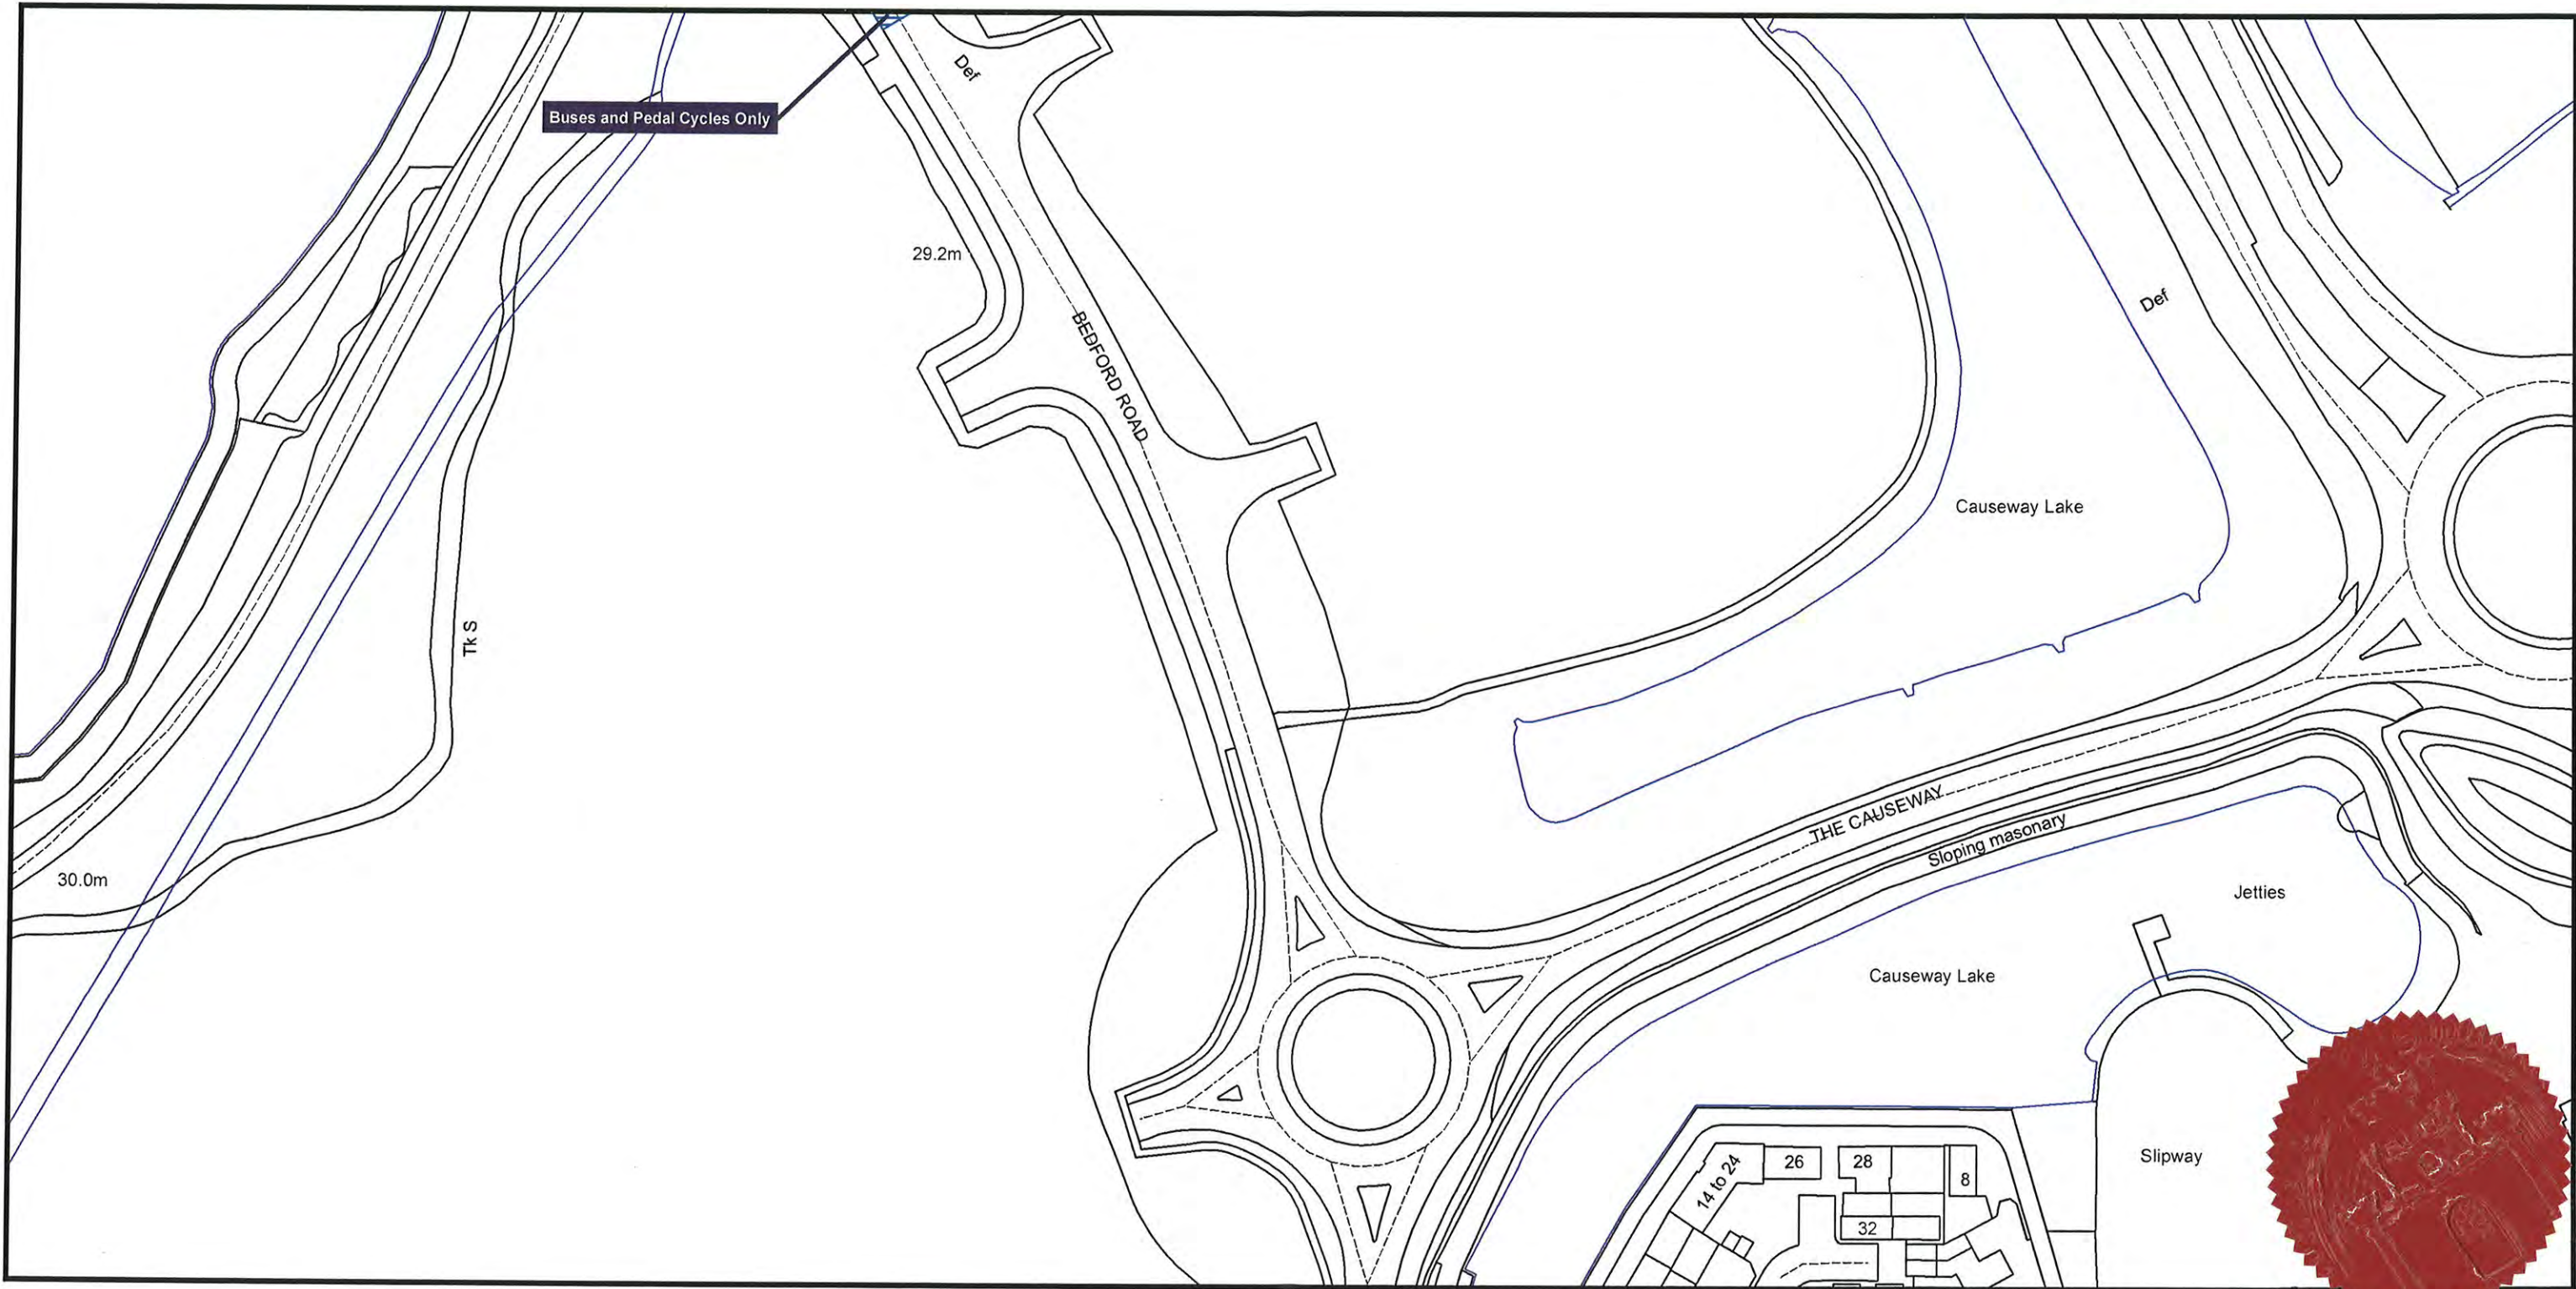 Def
Buses and Pedal Cycles Only
29.2m
Def
BEDFORD ROAD
Causeway Lake
Tk S
THE CAUSEWAY
Sloping masonary
30.0m
Jetties
Causeway Lake
Slipway
14 to 24
26
28
8
32